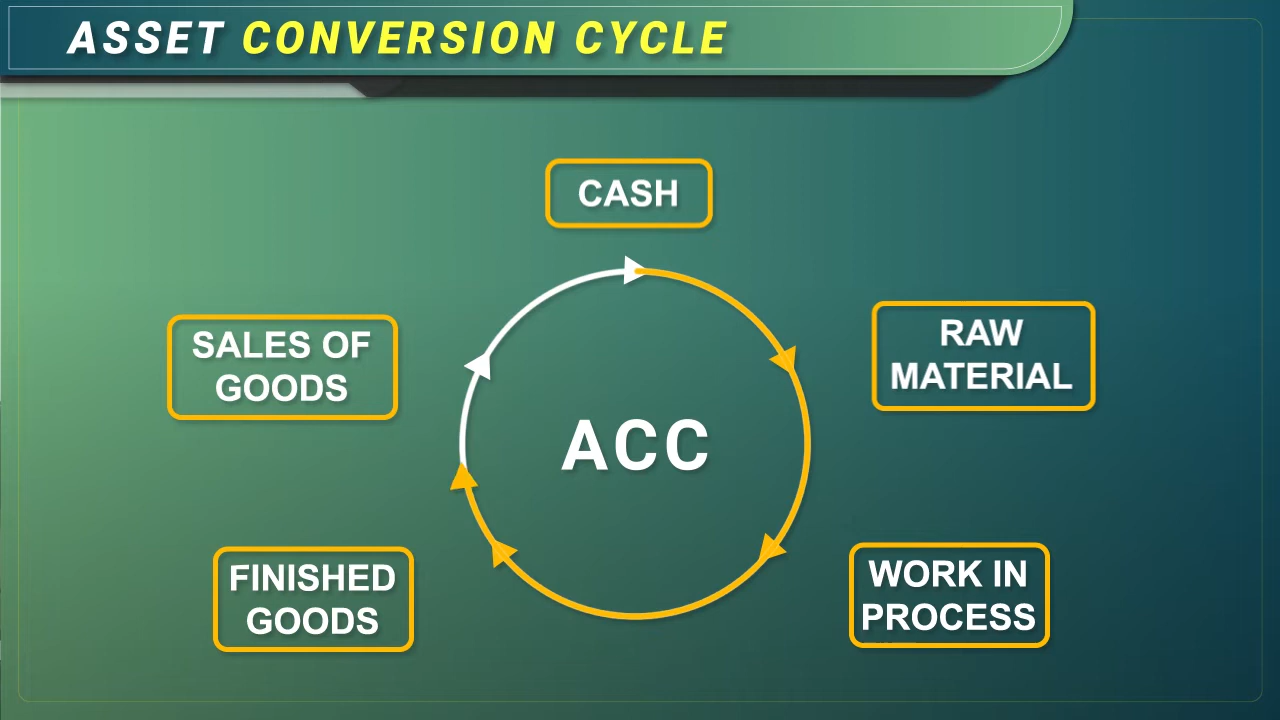 ASSET CONVERSION CYCLE
CASH
RAW
MATERIAL
WORK IN
PROCESS
FINISHED
GOODS
SALES OF
GOODS
ACC